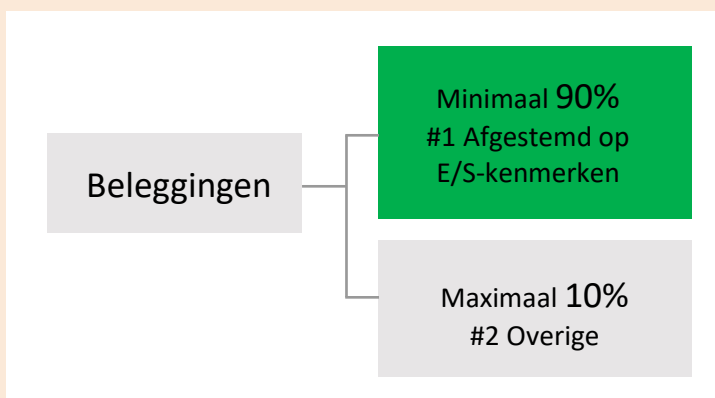 Beleggingen
Minimaal 90%
#1 Afgestemd op
E/S-kenmerken
Maximaal 10%
#2 Overige